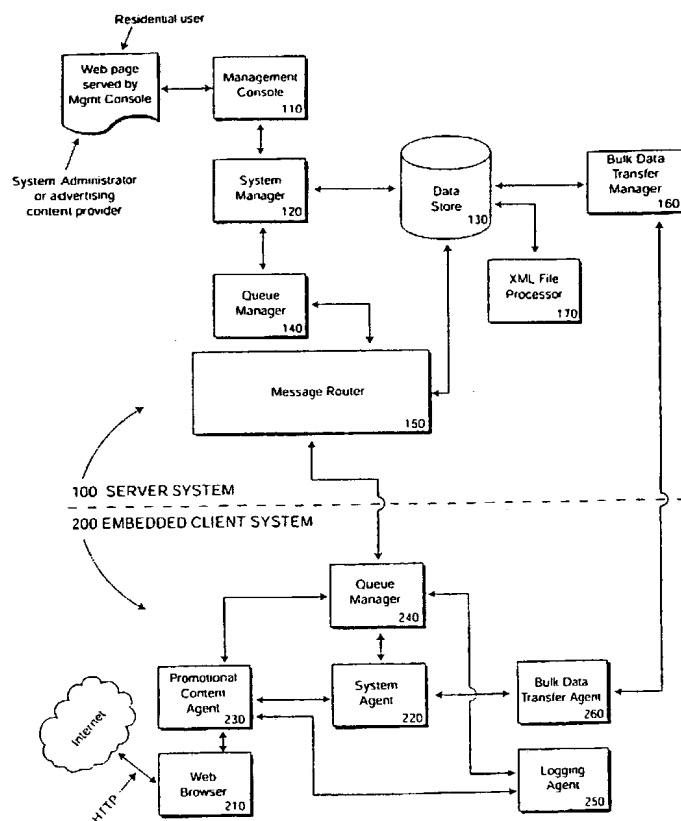 Residential user
Web page
served by
Mgmt Console
Management
Console
110
System Administrator
or advertising
content provider
System
Manager
120
Data
Store
130
Bulk Data
Transfer
Manager
160
XML File
Processor
170
Queue
Manager
140
Message Router
150
100 SERVER SYSTEM
200 EMBEDDED CLIENT SYSTEM
Queue
Manager
240
Promotional
Content
Agent
230
System
Agent
220
Bulk Data
Transfer Agent
260
Internet
HTTP
Web
Browser
210
Logging
Agent
250